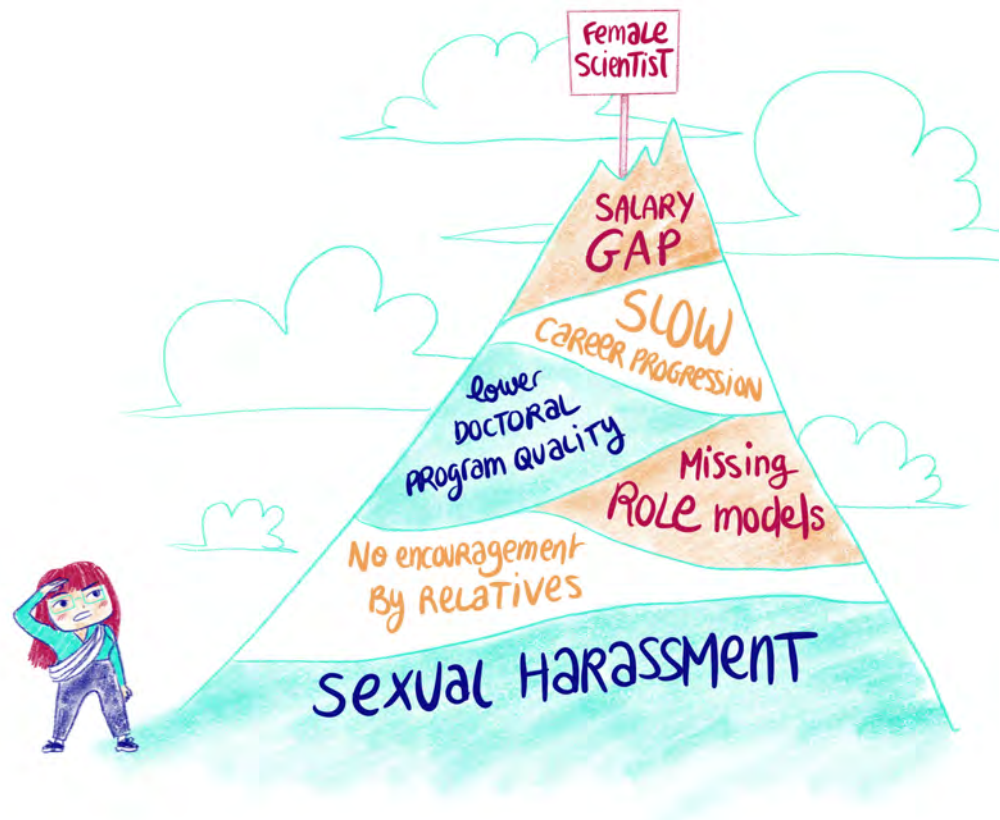 Female
Scientist
SALARY
GAP
SLOW
CAREER PROGRESSION
lower
DOCTORAL
PROgram QUALITY
Missing
ROLE models
No encouragement
By RELATIVES
SEXUAL HARASSMENT